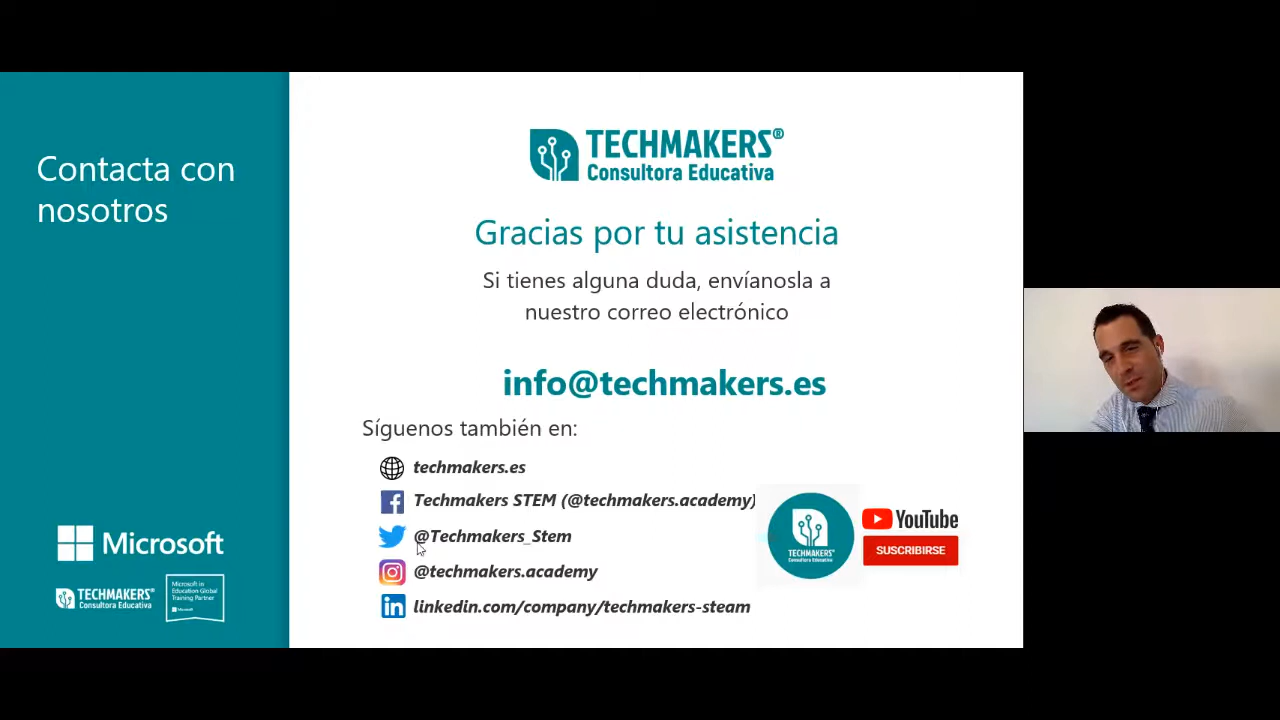 Contacta con
nosotros
TECHMAKERS®
Consultora Educativa
Gracias por tu asistencia
Si tienes alguna duda, envíanosla a
nuestro correo electrónico
info@techmakers.es
Síguenos también en:
techmakers.es
Techmakers STEM (@techmakers.academy)
@Techmakers_Stem
@techmakers.academy
linkedin.com/company/techmakers-steam
TECHMAKERS®
Consultora Educativa
YouTube
SUSCRIBIRSE
Microsoft
TECHMAKERS®
Consultora Educativa
Microsoft in
Education Global
Training Partner
Microsoft